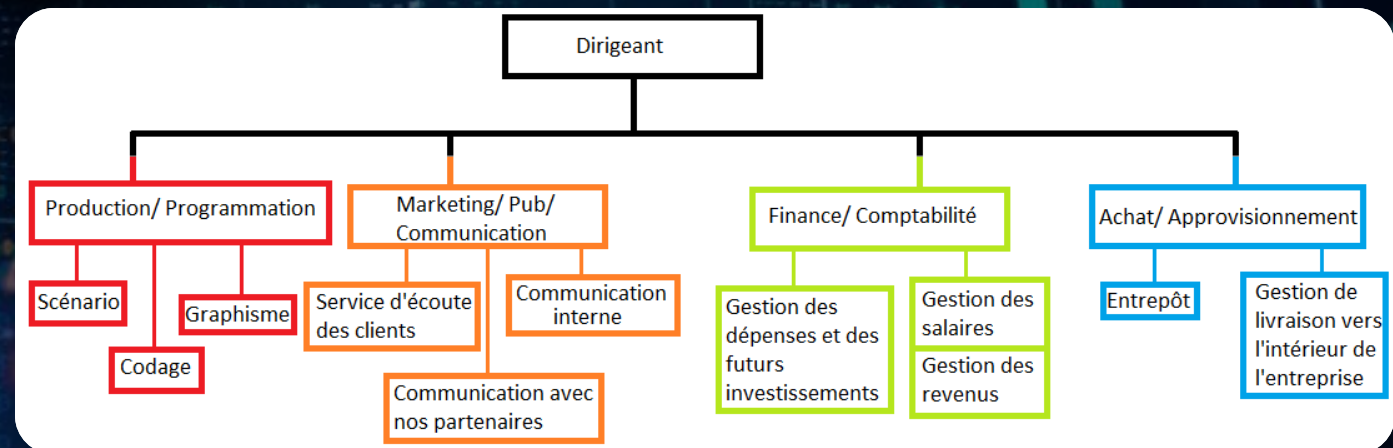 Dirigeant
Production/ Programmation
Scénario
Codage
Graphisme
Marketing/ Pub/
Communication
Service d'écoute
des clients
Communication avec
nos partenaires
Communication
interne
Finance/ Comptabilité
Gestion des
dépenses et des
futurs
investissements
Gestion des
salaires
Gestion des
revenus
Achat/ Approvisionnement
Entrepôt
Gestion de
livraison vers
l'intérieur de
l'entreprise